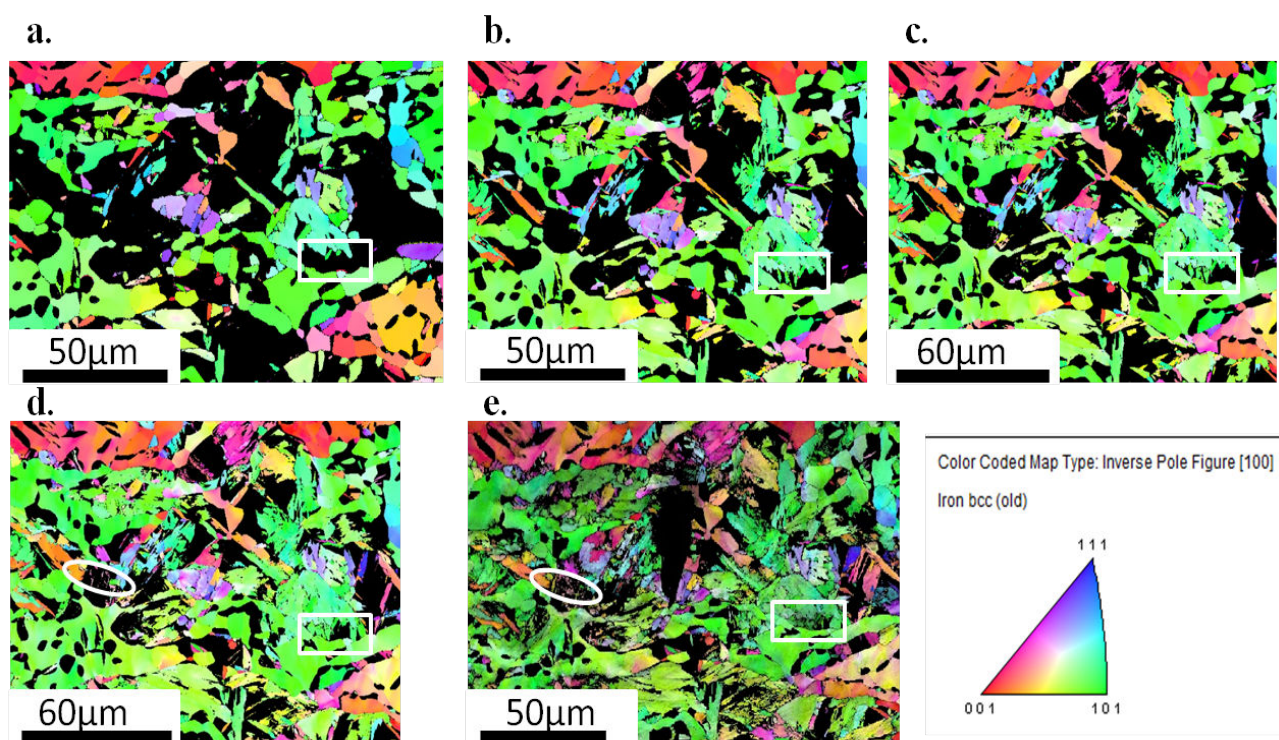 a.
b.
c.
50μm
50μm
60μm
d.
e.
60μm
50μm
Color Coded Map Type: Inverse Pole Figure [100]
Iron bcc (old)
1 1 1
0 0 1
1 0 1